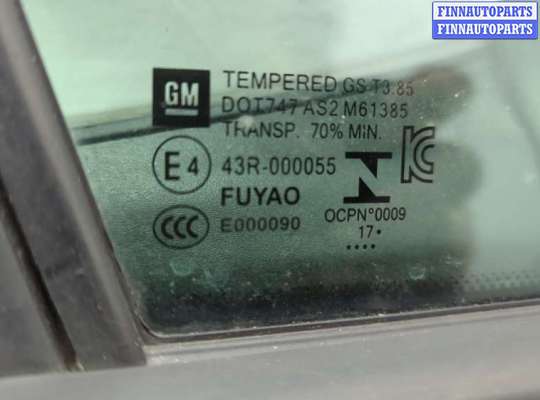 FINNAUTOPARTS
FINNAUTOPARTS
GM
TEMPERED GS T3.85
DOT747 AS2 M61385
TRANSP. 70% MIN.
E4
43R-000055
FUYAO
CCC
E000090
N
KC
OCPN°0009
17•
••••